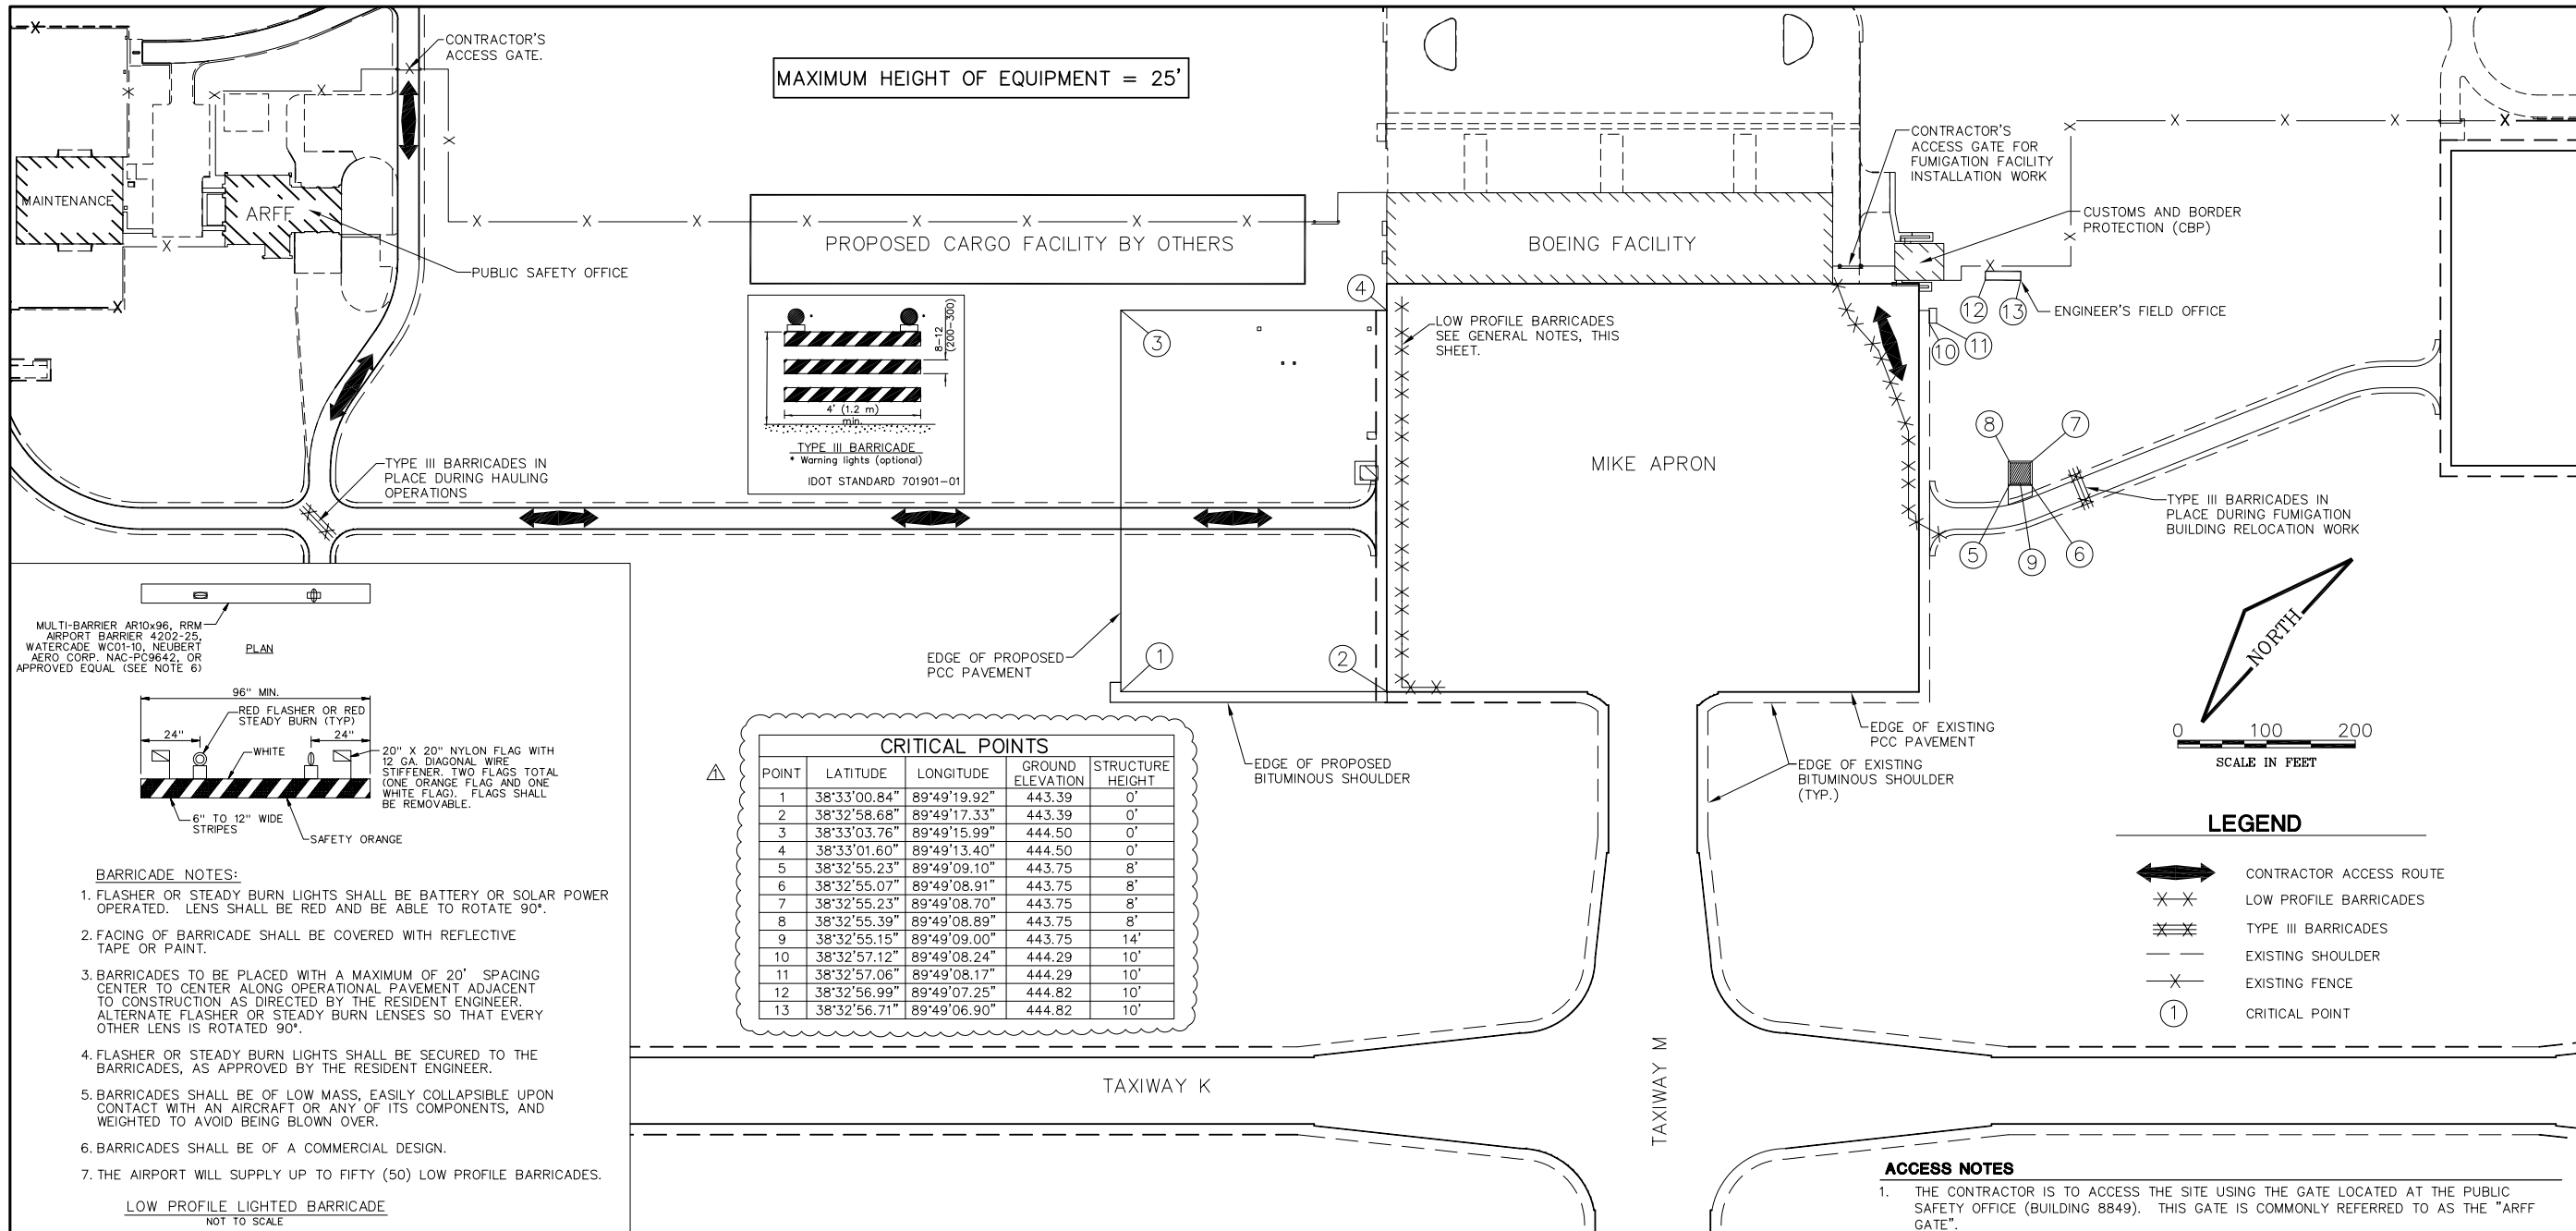 CONTRACTOR'S
ACCESS GATE.
MAXIMUM HEIGHT OF EQUIPMENT = 25'
CONTRACTOR'S
ACCESS GATE FOR
FUMIGATION FACILITY
INSTALLATION WORK
MAINTENANCE
ARFF
PUBLIC SAFETY OFFICE
PROPOSED CARGO FACILITY BY OTHERS
BOEING FACILITY
CUSTOMS AND BORDER
PROTECTION (CBP)
ENGINEER'S FIELD OFFICE
12
13
10
11
4
3
LOW PROFILE BARRICADES
SEE GENERAL NOTES, THIS
SHEET.
8-12
(200-300)
4' (1.2 m)
min.
TYPE III BARRICADE
* Warning lights (optional)
IDOT STANDARD 701901-01
MIKE APRON
8
7
5
9
6
TYPE III BARRICADES IN
PLACE DURING HAULING
OPERATIONS
TYPE III BARRICADES IN
PLACE DURING FUMIGATION
BUILDING RELOCATION WORK
MULTI-BARRIER AR10x96, RRM
AIRPORT BARRIER 4202-25,
WATERCADE WC01-10, NEUBERT
AERO CORP. NAC-PC9642, OR
APPROVED EQUAL (SEE NOTE 6)
PLAN
96" MIN.
RED FLASHER OR RED
STEADY BURN (TYP)
24"
24"
WHITE
20" X 20" NYLON FLAG WITH
12 GA. DIAGONAL WIRE
STIFFENER. TWO FLAGS TOTAL
(ONE ORANGE FLAG AND ONE
WHITE FLAG). FLAGS SHALL
BE REMOVABLE.
6" TO 12" WIDE
STRIPES
SAFETY ORANGE
EDGE OF PROPOSED
PCC PAVEMENT
1
2
EDGE OF PROPOSED
BITUMINOUS SHOULDER
EDGE OF EXISTING
PCC PAVEMENT
EDGE OF EXISTING
BITUMINOUS SHOULDER
(TYP.)
NORTH
0 100 200
SCALE IN FEET
1
CRITICAL POINTS
POINT LATITUDE LONGITUDE GROUND ELEVATION STRUCTURE HEIGHT
1 38°33'00.84" 89°49'19.92" 443.39 0'
2 38°32'58.68" 89°49'17.33" 443.39 0'
3 38°33'03.76" 89°49'15.99" 444.50 0'
4 38°33'01.60" 89°49'13.40" 444.50 0'
5 38°32'55.23" 89°49'09.10" 443.75 8'
6 38°32'55.07" 89°49'08.91" 443.75 8'
7 38°32'55.23" 89°49'08.70" 443.75 8'
8 38°32'55.39" 89°49'08.89" 443.75 8'
9 38°32'55.15" 89°49'09.00" 443.75 14'
10 38°32'57.12" 89°49'08.24" 444.29 10'
11 38°32'57.06" 89°49'08.17" 444.29 10'
12 38°32'56.99" 89°49'07.25" 444.82 10'
13 38°32'56.71" 89°49'06.90" 444.82 10'
LEGEND
CONTRACTOR ACCESS ROUTE
LOW PROFILE BARRICADES
TYPE III BARRICADES
EXISTING SHOULDER
EXISTING FENCE
1 CRITICAL POINT
BARRICADE NOTES:
1. FLASHER OR STEADY BURN LIGHTS SHALL BE BATTERY OR SOLAR POWER
OPERATED. LENS SHALL BE RED AND BE ABLE TO ROTATE 90°.
2. FACING OF BARRICADE SHALL BE COVERED WITH REFLECTIVE
TAPE OR PAINT.
3. BARRICADES TO BE PLACED WITH A MAXIMUM OF 20' SPACING
CENTER TO CENTER ALONG OPERATIONAL PAVEMENT ADJACENT
TO CONSTRUCTION AS DIRECTED BY THE RESIDENT ENGINEER.
ALTERNATE FLASHER OR STEADY BURN LENSES SO THAT EVERY
OTHER LENS IS ROTATED 90°.
4. FLASHER OR STEADY BURN LIGHTS SHALL BE SECURED TO THE
BARRICADES, AS APPROVED BY THE RESIDENT ENGINEER.
5. BARRICADES SHALL BE OF LOW MASS, EASILY COLLAPSIBLE UPON
CONTACT WITH AN AIRCRAFT OR ANY OF ITS COMPONENTS, AND
WEIGHTED TO AVOID BEING BLOWN OVER.
6. BARRICADES SHALL BE OF A COMMERCIAL DESIGN.
7. THE AIRPORT WILL SUPPLY UP TO FIFTY (50) LOW PROFILE BARRICADES.
LOW PROFILE LIGHTED BARRICADE
NOT TO SCALE
TAXIWAY K
TAXIWAY M
ACCESS NOTES
1. THE CONTRACTOR IS TO ACCESS THE SITE USING THE GATE LOCATED AT THE PUBLIC
SAFETY OFFICE (BUILDING 8849). THIS GATE IS COMMONLY REFERRED TO AS THE "ARFF
GATE".